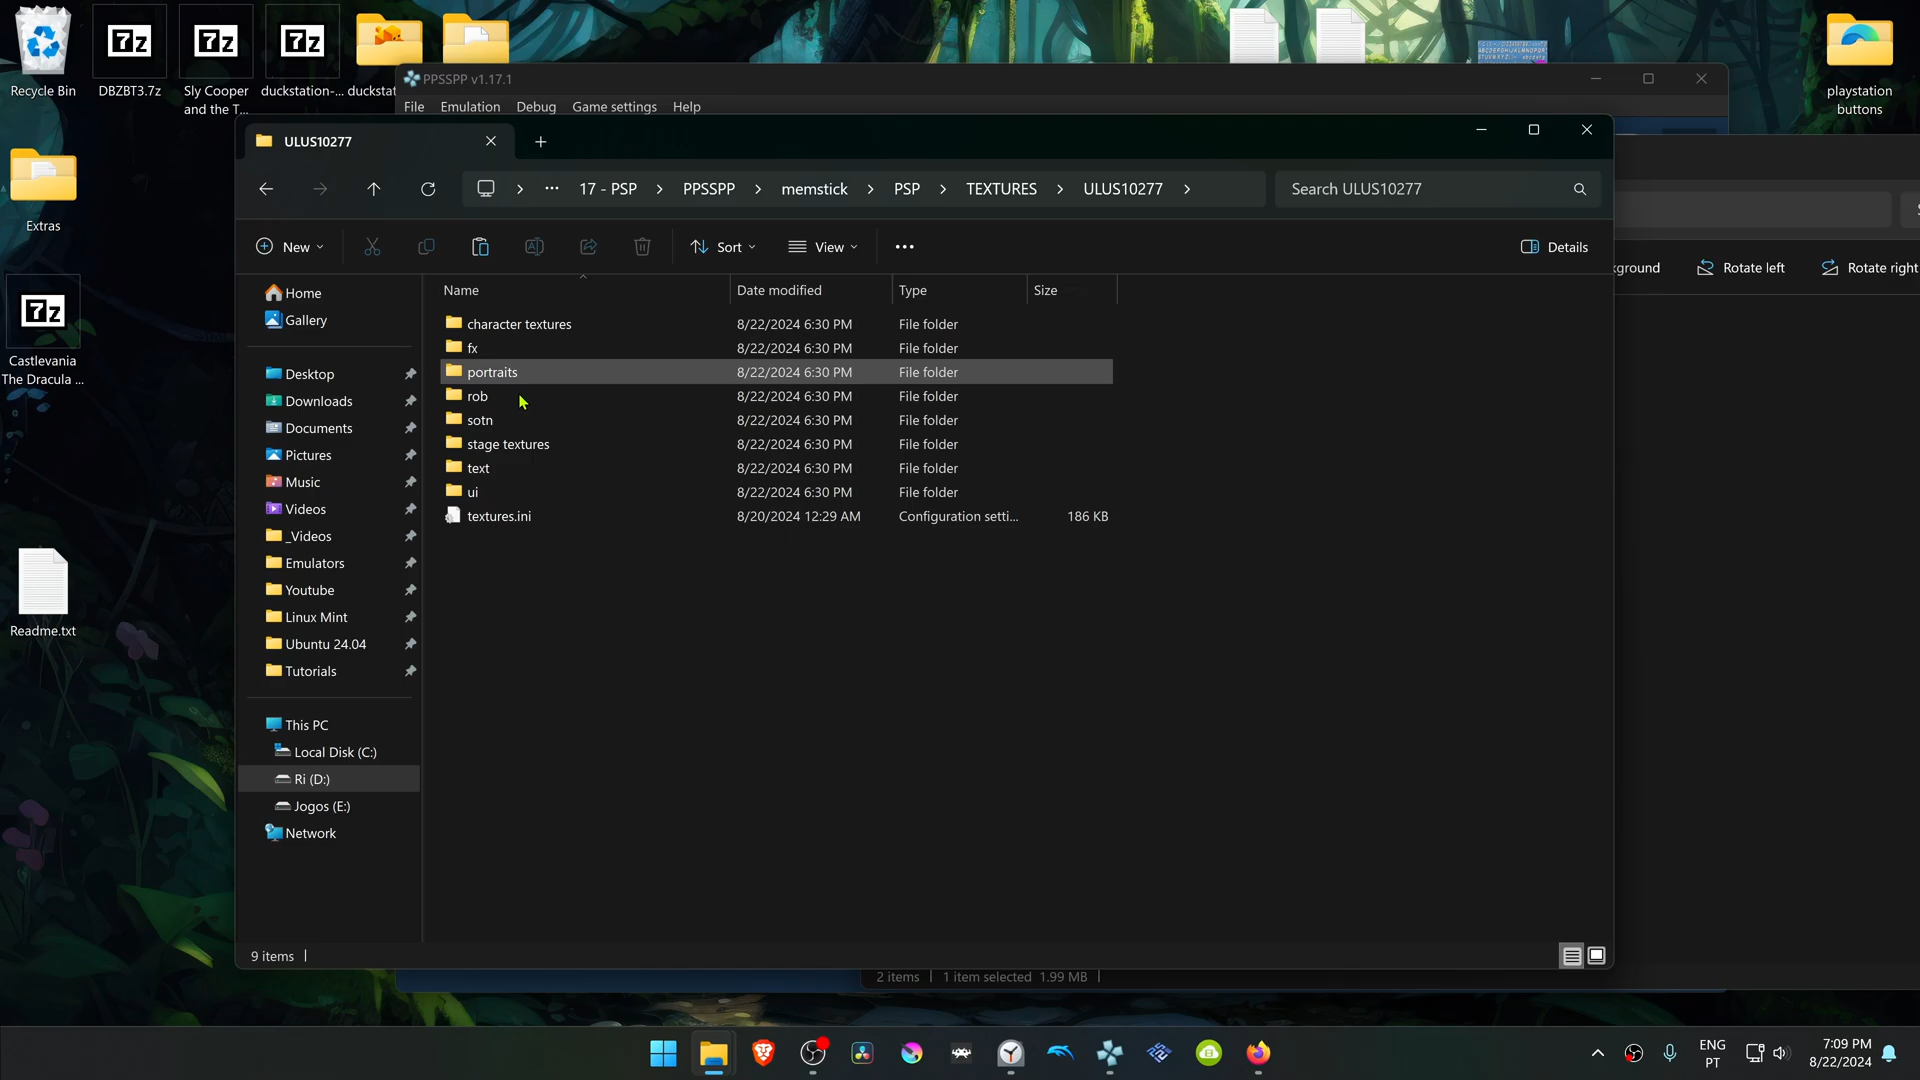 Recycle Bin
DBZBT3.7z
Sly Cooper
and the T...
duckstation-...
duckstat
playstation
buttons
PPSSPP v1.17.1
File Emulation Debug Game settings Help
ULUS10277
17 - PSP > PPSSPP > memstick > PSP > TEXTURES > ULUS10277 >
Search ULUS10277
New Sort View ... Details
ground Rotate left Rotate right
Extras
Castlevania
The Dracula ...
Readme.txt
Home
Gallery
Desktop
Downloads
Documents
Pictures
Music
Videos
_Videos
Emulators
Youtube
Linux Mint
Ubuntu 24.04
Tutorials
This PC
Local Disk (C:)
Ri (D:)
Jogos (E:)
Network
Name Date modified Type Size
character textures 8/22/2024 6:30 PM File folder
fx 8/22/2024 6:30 PM File folder
portraits 8/22/2024 6:30 PM File folder
rob 8/22/2024 6:30 PM File folder
sotn 8/22/2024 6:30 PM File folder
stage textures 8/22/2024 6:30 PM File folder
text 8/22/2024 6:30 PM File folder
ui 8/22/2024 6:30 PM File folder
textures.ini 8/20/2024 12:29 AM Configuration setti... 186 KB
9 items
2 items 1 item selected 1.99 MB
ENG
PT
7:09 PM
8/22/2024